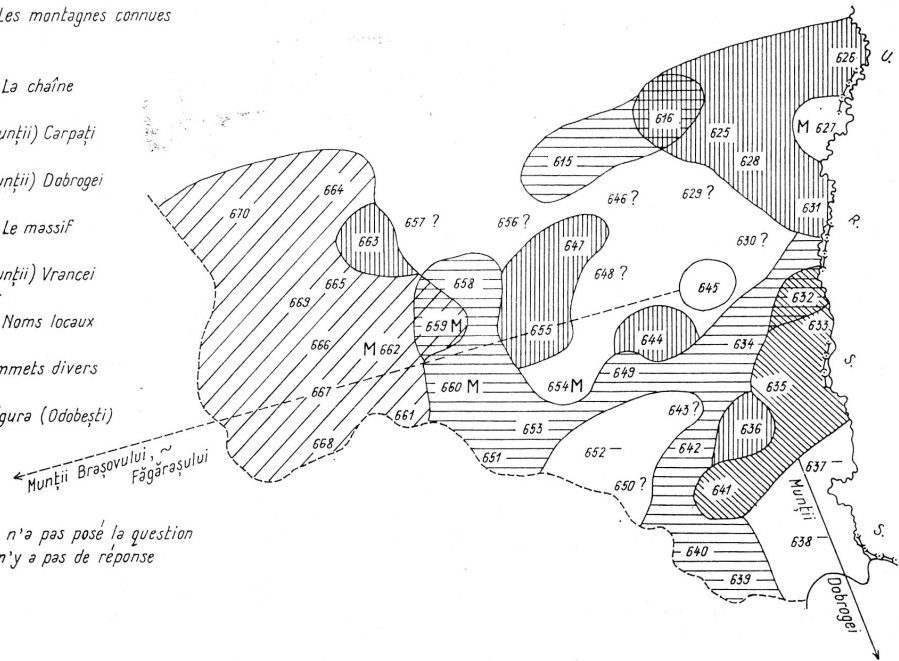 Les montagnes connues
La chaîne
unții) Carpați
unții) Dobrogei
Le massif
unții) Vrancei
Noms locaux
mmets divers
gura (Odobești)
n'a pas posé la question
n'y a pas de réponse
U.
626
616
M 627
625
628
615
664
646 ?
629 ?
670
631
657 ?
656 ?
R.
663
647
630 ?
665
658
648 ?
645
632
669
659 M
655
633
666
M 662
644
634
S.
649
635
667
660 M
654 M
661
643 ?
653
636
668
652 –
642
651
637 –
Munții Brașovului, ~
Făgărașului
650 ?
641
Munții
638 –
S.
640
639
Dobrogei